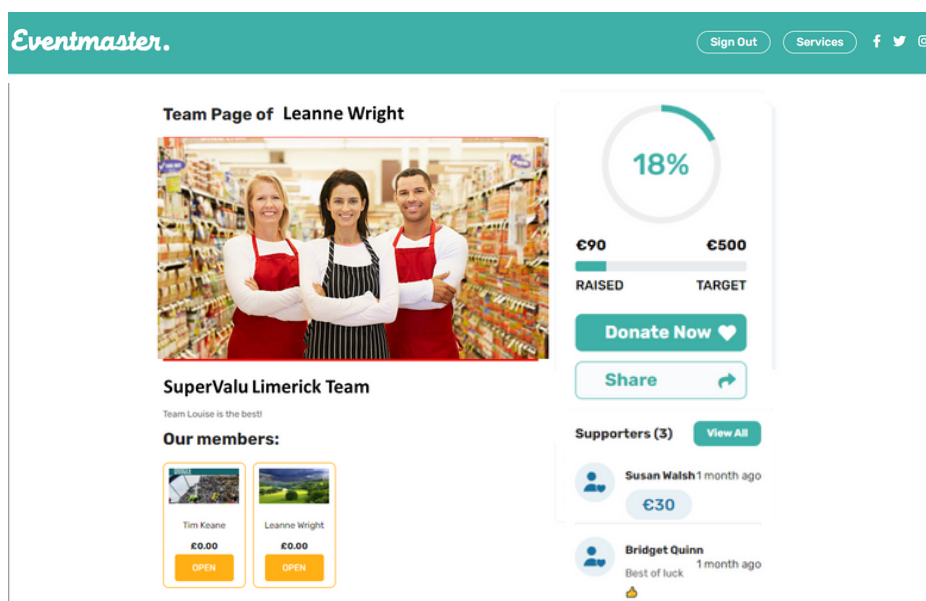 Eventmaster.
Sign Out
Services
Team Page of Leanne Wright
SuperValu Limerick Team
Team Louise is the best!
Our members:
Tim Keane
£0.00
OPEN
Leanne Wright
£0.00
OPEN
18%
€90
€500
RAISED
TARGET
Donate Now
Share
Supporters (3)
View All
Susan Walsh 1 month ago
€30
Bridget Quinn
1 month ago
Best of luck
👍